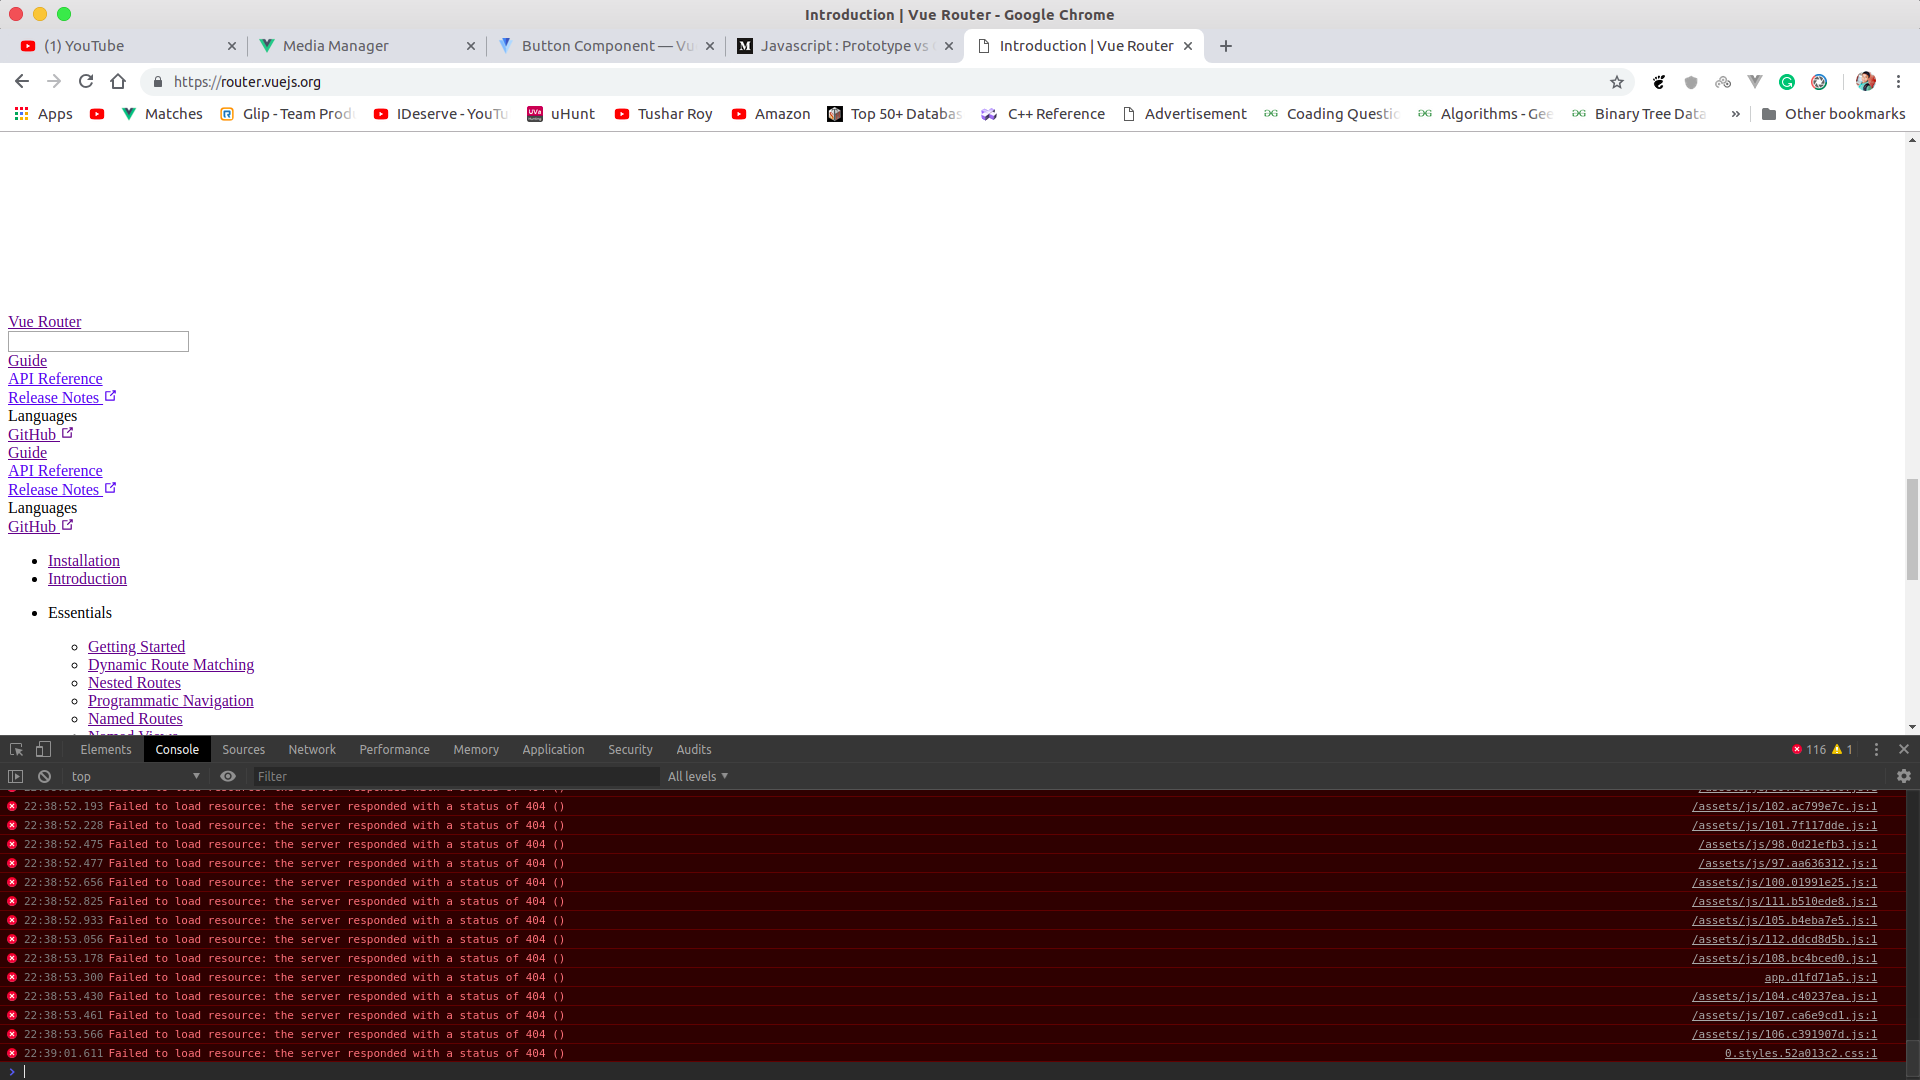 Introduction | Vue Router - Google Chrome
(1) YouTube
Media Manager
Button Component — Vu
Javascript : Prototype vs
Introduction | Vue Router
https://router.vuejs.org
Apps
Matches
Glip - Team Prod
IDeserve - YouTu
uHunt
Tushar Roy
Amazon
Top 50+ Databas
C++ Reference
Advertisement
Coading Questio
Algorithms - Gee
Binary Tree Data
»
Other bookmarks
Vue Router
Guide
API Reference
Release Notes
Languages
GitHub
Guide
API Reference
Release Notes
Languages
GitHub
Installation
Introduction
Essentials
Getting Started
Dynamic Route Matching
Nested Routes
Programmatic Navigation
Named Routes
Named Views
Elements Console Sources Network Performance Memory Application Security Audits 116 1
top Filter All levels
22:38:52.193 Failed to load resource: the server responded with a status of 404 () /assets/js/102.ac799e7c.js:1
22:38:52.228 Failed to load resource: the server responded with a status of 404 () /assets/js/101.7f117dde.js:1
22:38:52.475 Failed to load resource: the server responded with a status of 404 () /assets/js/98.0d21efb3.js:1
22:38:52.477 Failed to load resource: the server responded with a status of 404 () /assets/js/97.aa636312.js:1
22:38:52.656 Failed to load resource: the server responded with a status of 404 () /assets/js/100.01991e25.js:1
22:38:52.825 Failed to load resource: the server responded with a status of 404 () /assets/js/111.b510ede8.js:1
22:38:52.933 Failed to load resource: the server responded with a status of 404 () /assets/js/105.b4eba7e5.js:1
22:38:53.056 Failed to load resource: the server responded with a status of 404 () /assets/js/112.ddcd8d5b.js:1
22:38:53.178 Failed to load resource: the server responded with a status of 404 () /assets/js/108.bc4bced0.js:1
22:38:53.300 Failed to load resource: the server responded with a status of 404 () app.d1fd71a5.js:1
22:38:53.430 Failed to load resource: the server responded with a status of 404 () /assets/js/104.c40237ea.js:1
22:38:53.461 Failed to load resource: the server responded with a status of 404 () /assets/js/107.ca6e9cd1.js:1
22:38:53.566 Failed to load resource: the server responded with a status of 404 () /assets/js/106.c391907d.js:1
22:39:01.611 Failed to load resource: the server responded with a status of 404 () 0.styles.52a013c2.css:1